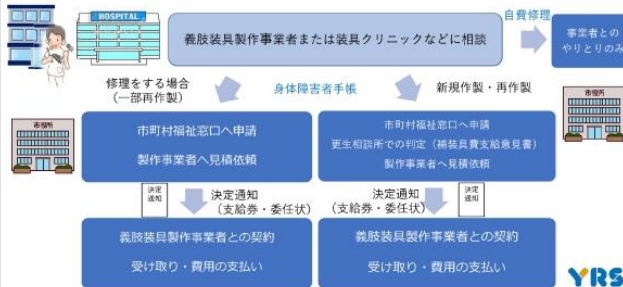 HOSPITAL
義肢装具製作事業者または装具クリニックなどに相談
自費修理
事業者との
やりとりのみ
修理をする場合
（一部再作製）
身体障害者手帳
新規作製・再作製
市役所
市町村福祉窓口へ申請
製作事業者へ見積依頼
市町村福祉窓口へ申請
更生相談所での判定（補装具費支給意見書）
製作事業者へ見積依頼
市役所
決定
通知
決定通知
（支給券・委任状）
決定通知
（支給券・委任状）
決定
通知
義肢装具製作事業者との契約
受け取り・費用の支払い
義肢装具製作事業者との契約
受け取り・費用の支払い
YRS